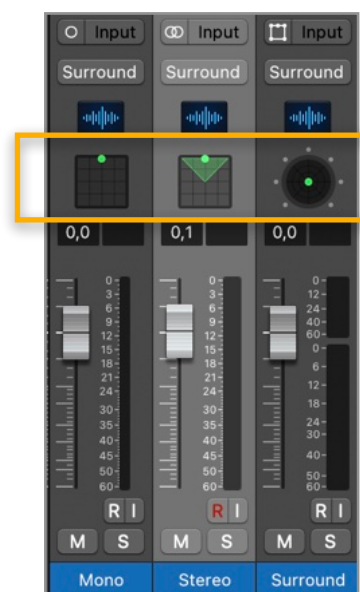 Input Input Input
Surround Surround Surround
0,0 0,1 0,0
0 0 0
3 3 12
6 6 24
9 9 40
12 12 60
15 15 0
18 18 6
21 21 12
24 24 18
30 30 24
35 35 30
40 40 40
45 45 50
50 50 60
60 60
R I R I R I
M S M S M S
Mono Stereo Surround